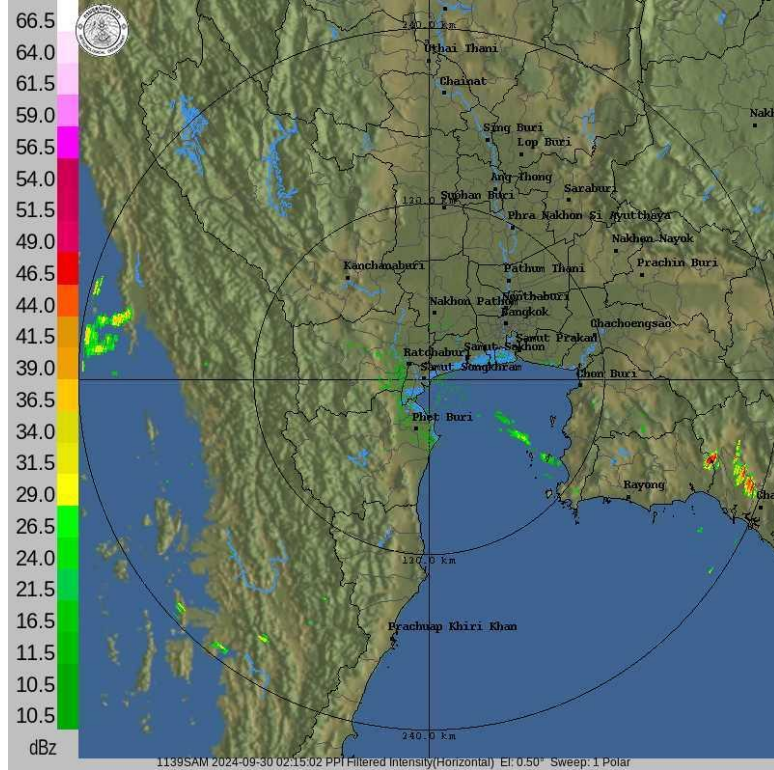 66.5
64.0
61.5
59.0
56.5
54.0
51.5
49.0
46.5
44.0
41.5
39.0
36.5
34.0
31.5
29.0
26.5
24.0
21.5
16.5
11.5
10.5
10.5
dBz
240.0 km
Uthai Thani
Chainat
Nakh
Sing Buri
Lop Buri
Ang Thong
Saraburi
Suphan Buri
120.0 km
Phra Nakhon Si Ayutthaya
Nakhon Nayok
Kanchanaburi
Pathum Thani
Prachin Buri
Nakhon Pathom
Nonthaburi
Bangkok
Chachoengsao
Samut Prakan
Samut Sakhon
Ratchaburi
Samut Songkhram
Chon Buri
Phet Buri
Rayong
Cha
120.0 km
Prachuap Khiri Khan
240.0 km
1139SAM 2024-09-30 02:15:02 PPI Filtered Intensity(Horizontal) El: 0.50° Sweep: 1 Polar